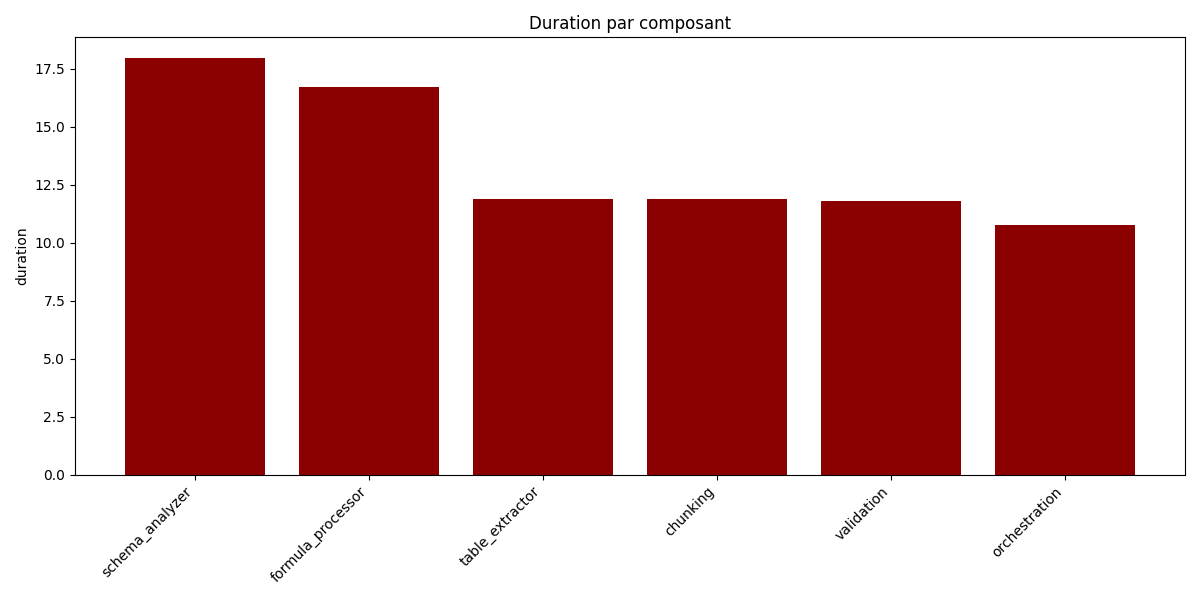 Duration par composant
17.5
15.0
12.5
10.0
7.5
5.0
2.5
0.0
duration
schema_analyzer
formula_processor
table_extractor
chunking
validation
orchestration